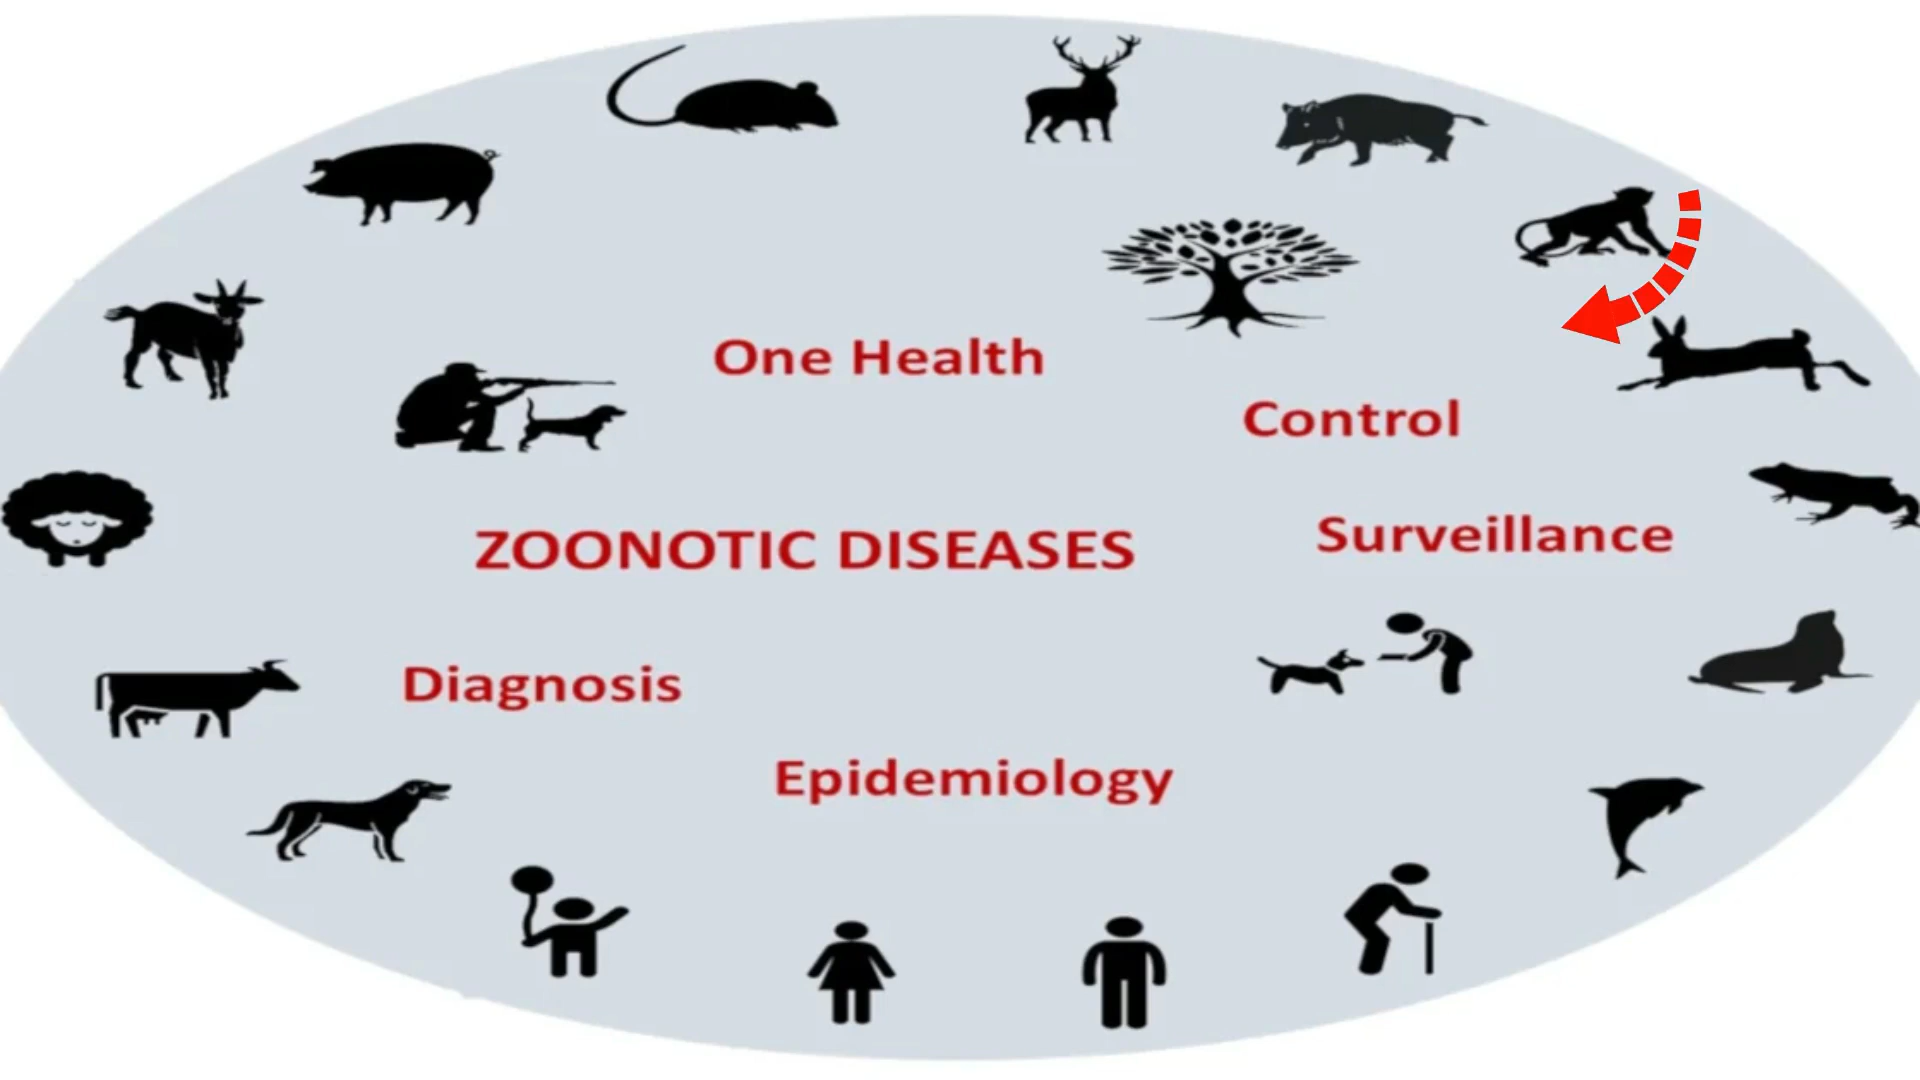 One Health
Control
Surveillance
ZOONOTIC DISEASES
Diagnosis
Epidemiology